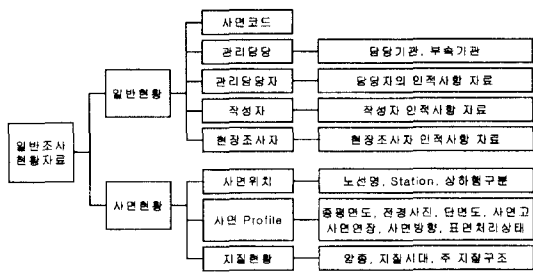 사면코드
관리담당
담당기관, 부속기관
일반현황
관리담당자
담당자의 인적사항 자료
작성자
작성자 인적사항 자료
현장조사자
현장조사자 인적사항 자료
일반조사
현황자료
사면위치
노선명, Station, 상하행구분
사면현황
사면 Profile
종평면도, 전경사진, 단면도, 사면고
사면연장, 사면방향, 표면처리상태
지질현황
암종, 지질시대, 주 지질구조